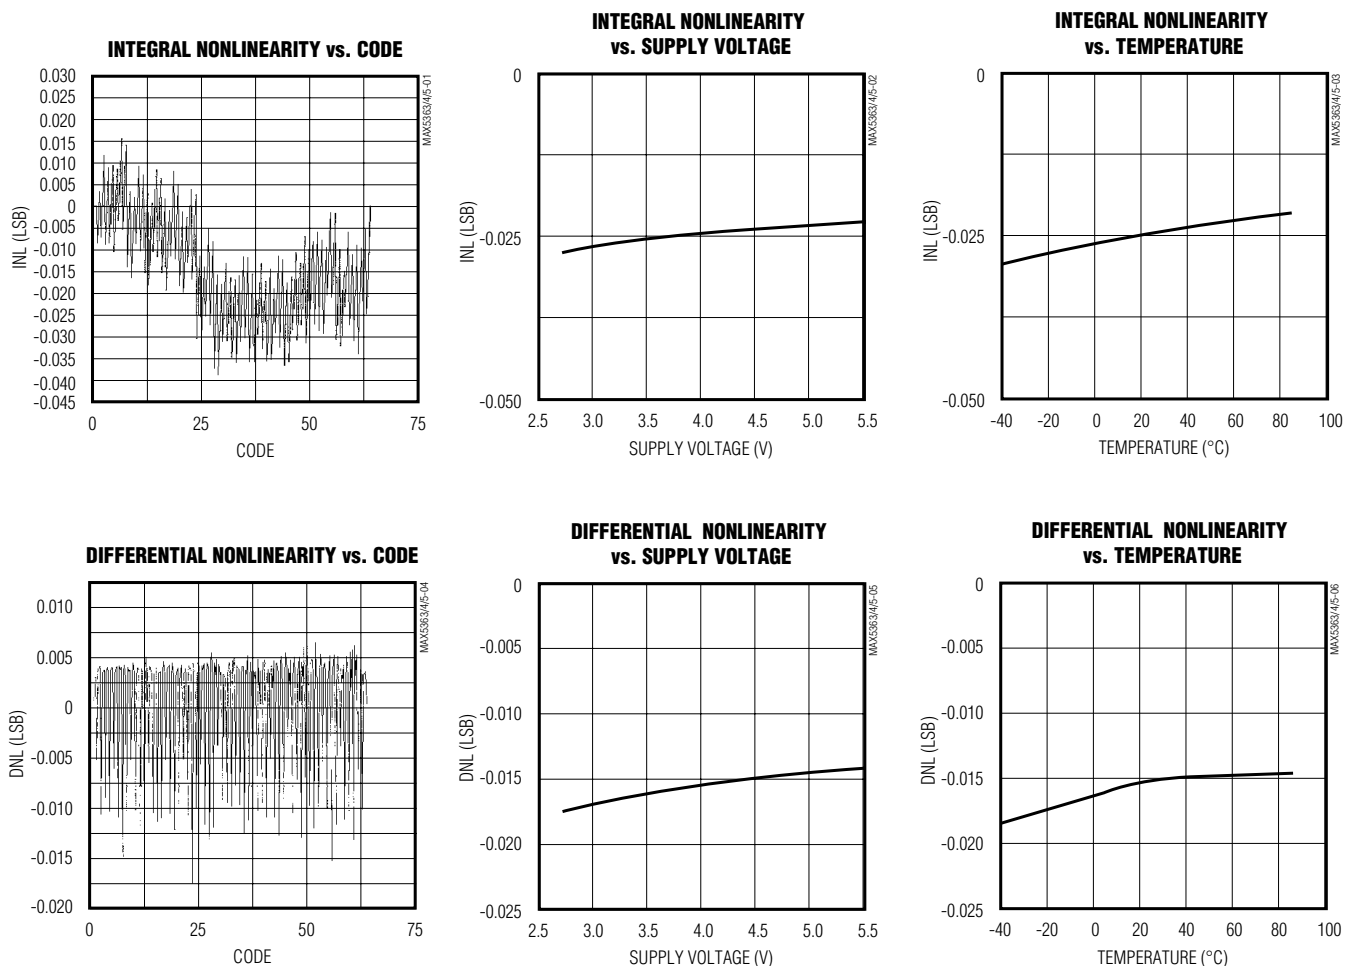 INTEGRAL NONLINEARITY vs. CODE
0.030
0.025
0.020
0.015
0.010
0.005
0
-0.005
-0.010
-0.015
-0.020
-0.025
-0.030
-0.035
-0.040
-0.045
INL (LSB)
0 25 50 75
CODE
MAX5363/4/5-01
INTEGRAL NONLINEARITY
vs. SUPPLY VOLTAGE
0
-0.025
-0.050
INL (LSB)
2.5 3.0 3.5 4.0 4.5 5.0 5.5
SUPPLY VOLTAGE (V)
MAX5363/4/5-02
INTEGRAL NONLINEARITY
vs. TEMPERATURE
0
-0.025
-0.050
INL (LSB)
-40 -20 0 20 40 60 80 100
TEMPERATURE (°C)
MAX5363/4/5-03
DIFFERENTIAL NONLINEARITY vs. CODE
0.010
0.005
0
-0.005
-0.010
-0.015
-0.020
DNL (LSB)
0 25 50 75
CODE
MAX5363/4/5-04
DIFFERENTIAL NONLINEARITY
vs. SUPPLY VOLTAGE
0
-0.005
-0.010
-0.015
-0.020
-0.025
DNL (LSB)
2.5 3.0 3.5 4.0 4.5 5.0 5.5
SUPPLY VOLTAGE (V)
MAX5363/4/5-05
DIFFERENTIAL NONLINEARITY
vs. TEMPERATURE
0
-0.005
-0.010
-0.015
-0.020
-0.025
DNL (LSB)
-40 -20 0 20 40 60 80 100
TEMPERATURE (°C)
MAX5363/4/5-06